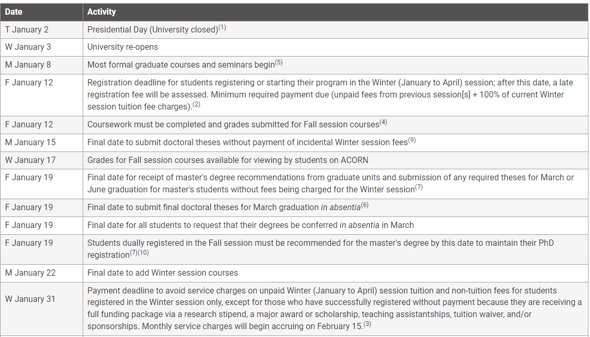 Date Activity
T January 2 Presidential Day (University closed)(1)
W January 3 University re-opens
M January 8 Most formal graduate courses and seminars begin(5)
F January 12 Registration deadline for students registering or starting their program in the Winter (January to April) session; after this date, a late
registration fee will be assessed. Minimum required payment due (unpaid fees from previous session[s] + 100% of current Winter
session tuition fee charges).(2)
F January 12 Coursework must be completed and grades submitted for Fall session courses(4)
M January 15 Final date to submit doctoral theses without payment of incidental Winter session fees(9)
W January 17 Grades for Fall session courses available for viewing by students on ACORN
F January 19 Final date for receipt of master's degree recommendations from graduate units and submission of any required theses for March or
June graduation for master's students without fees being charged for the Winter session(7)
F January 19 Final date to submit final doctoral theses for March graduation in absentia(6)
F January 19 Final date for all students to request that their degrees be conferred in absentia in March
F January 19 Students dually registered in the Fall session must be recommended for the master's degree by this date to maintain their PhD
registration(7)(10)
M January 22 Final date to add Winter session courses
W January 31 Payment deadline to avoid service charges on unpaid Winter (January to April) session tuition and non-tuition fees for students
registered in the Winter session only, except for those who have successfully registered without payment because they are receiving a
full funding package via a research stipend, a major award or scholarship, teaching assistantships, tuition waiver, and/or
sponsorships. Monthly service charges will begin accruing on February 15.(3)